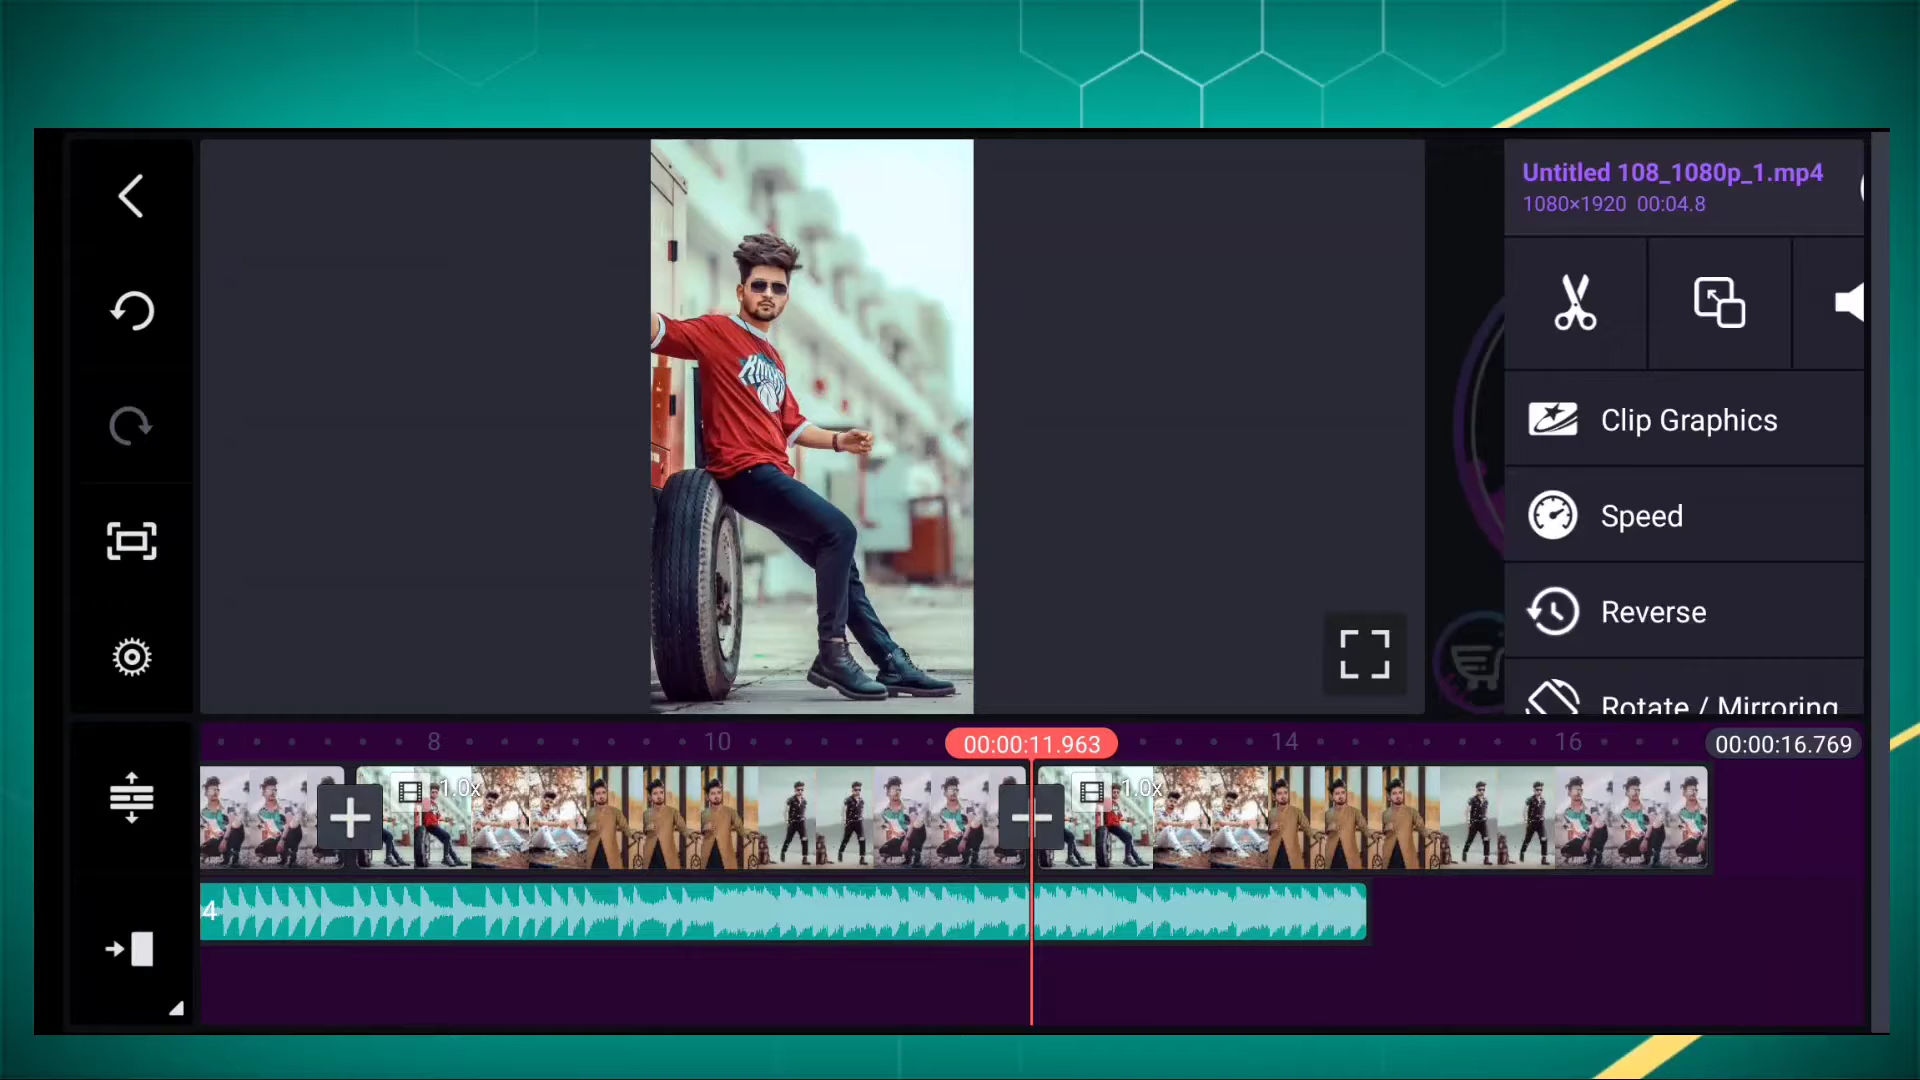 Untitled 108_1080p_1.mp4
1080×1920 00:04.8
Clip Graphics
Speed
Reverse
Rotate / Mirroring
8
10
00:00:11.963
14
16
00:00:16.769
1.0x
1.0x
4